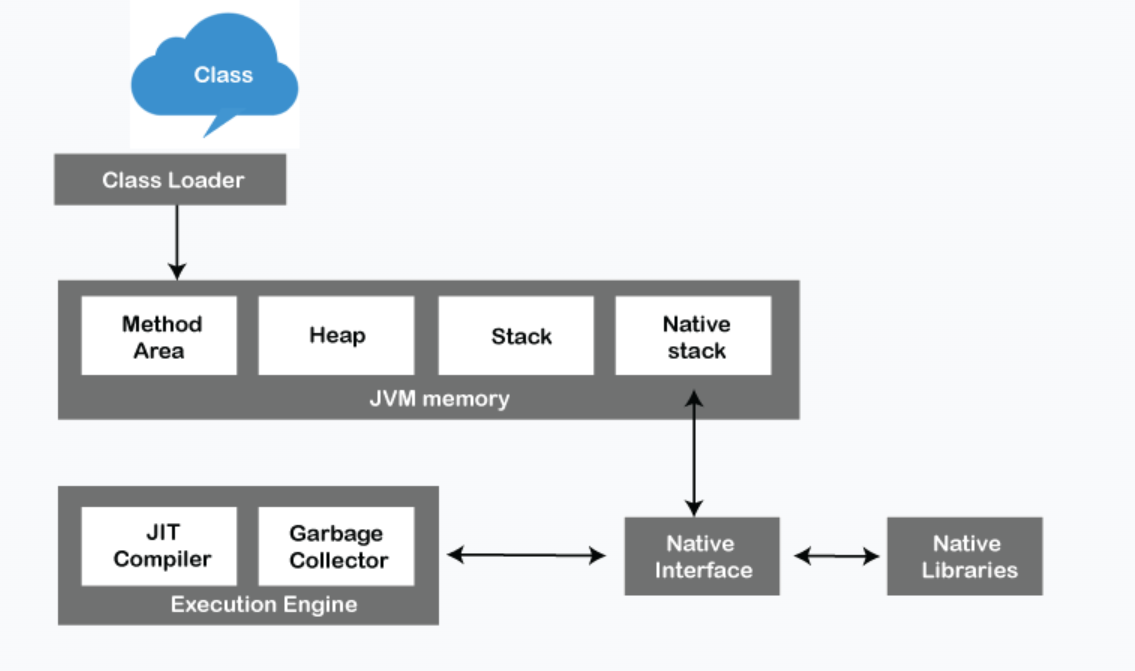 Class
Class Loader
Method
Area
Heap
Stack
Native
stack
JVM memory
JIT
Compiler
Garbage
Collector
Execution Engine
Native
Interface
Native
Libraries